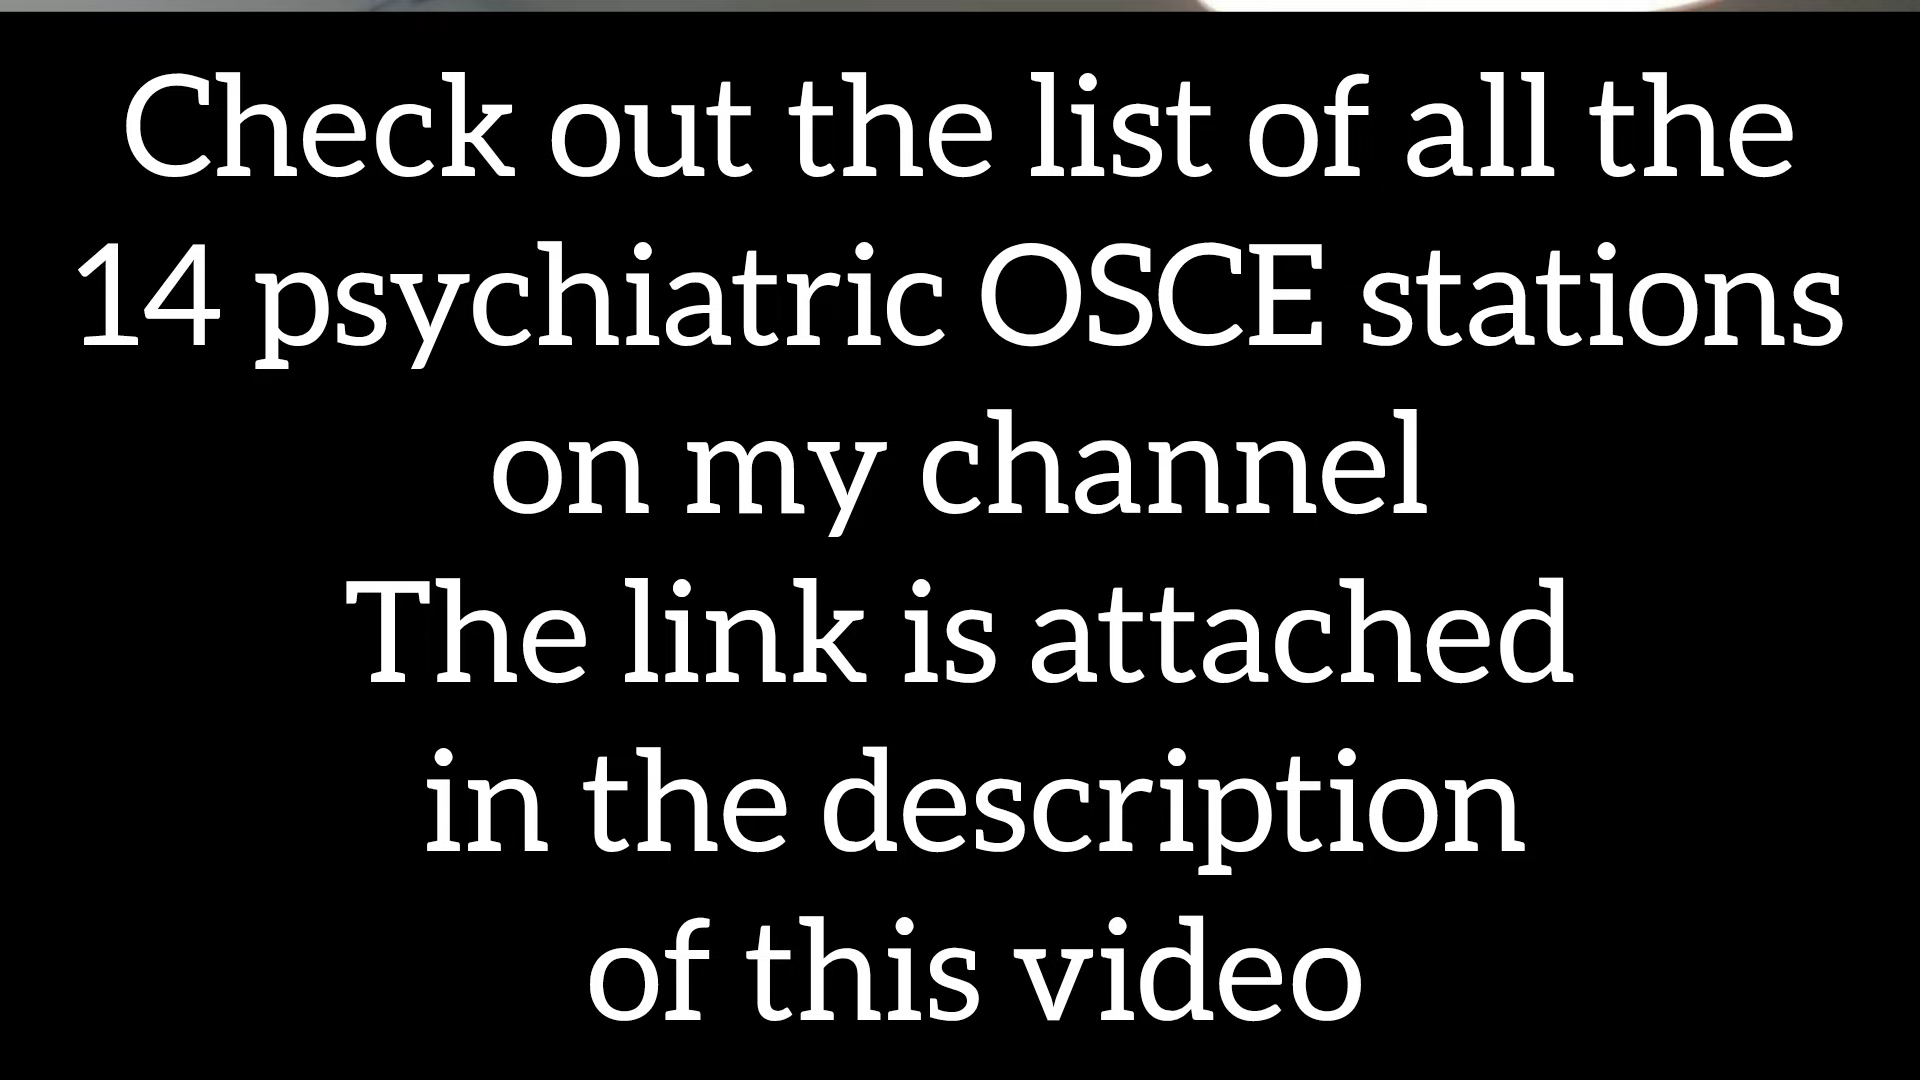 Check out the list of all the
14 psychiatric OSCE stations
on my channel
The link is attached
in the description
of this video